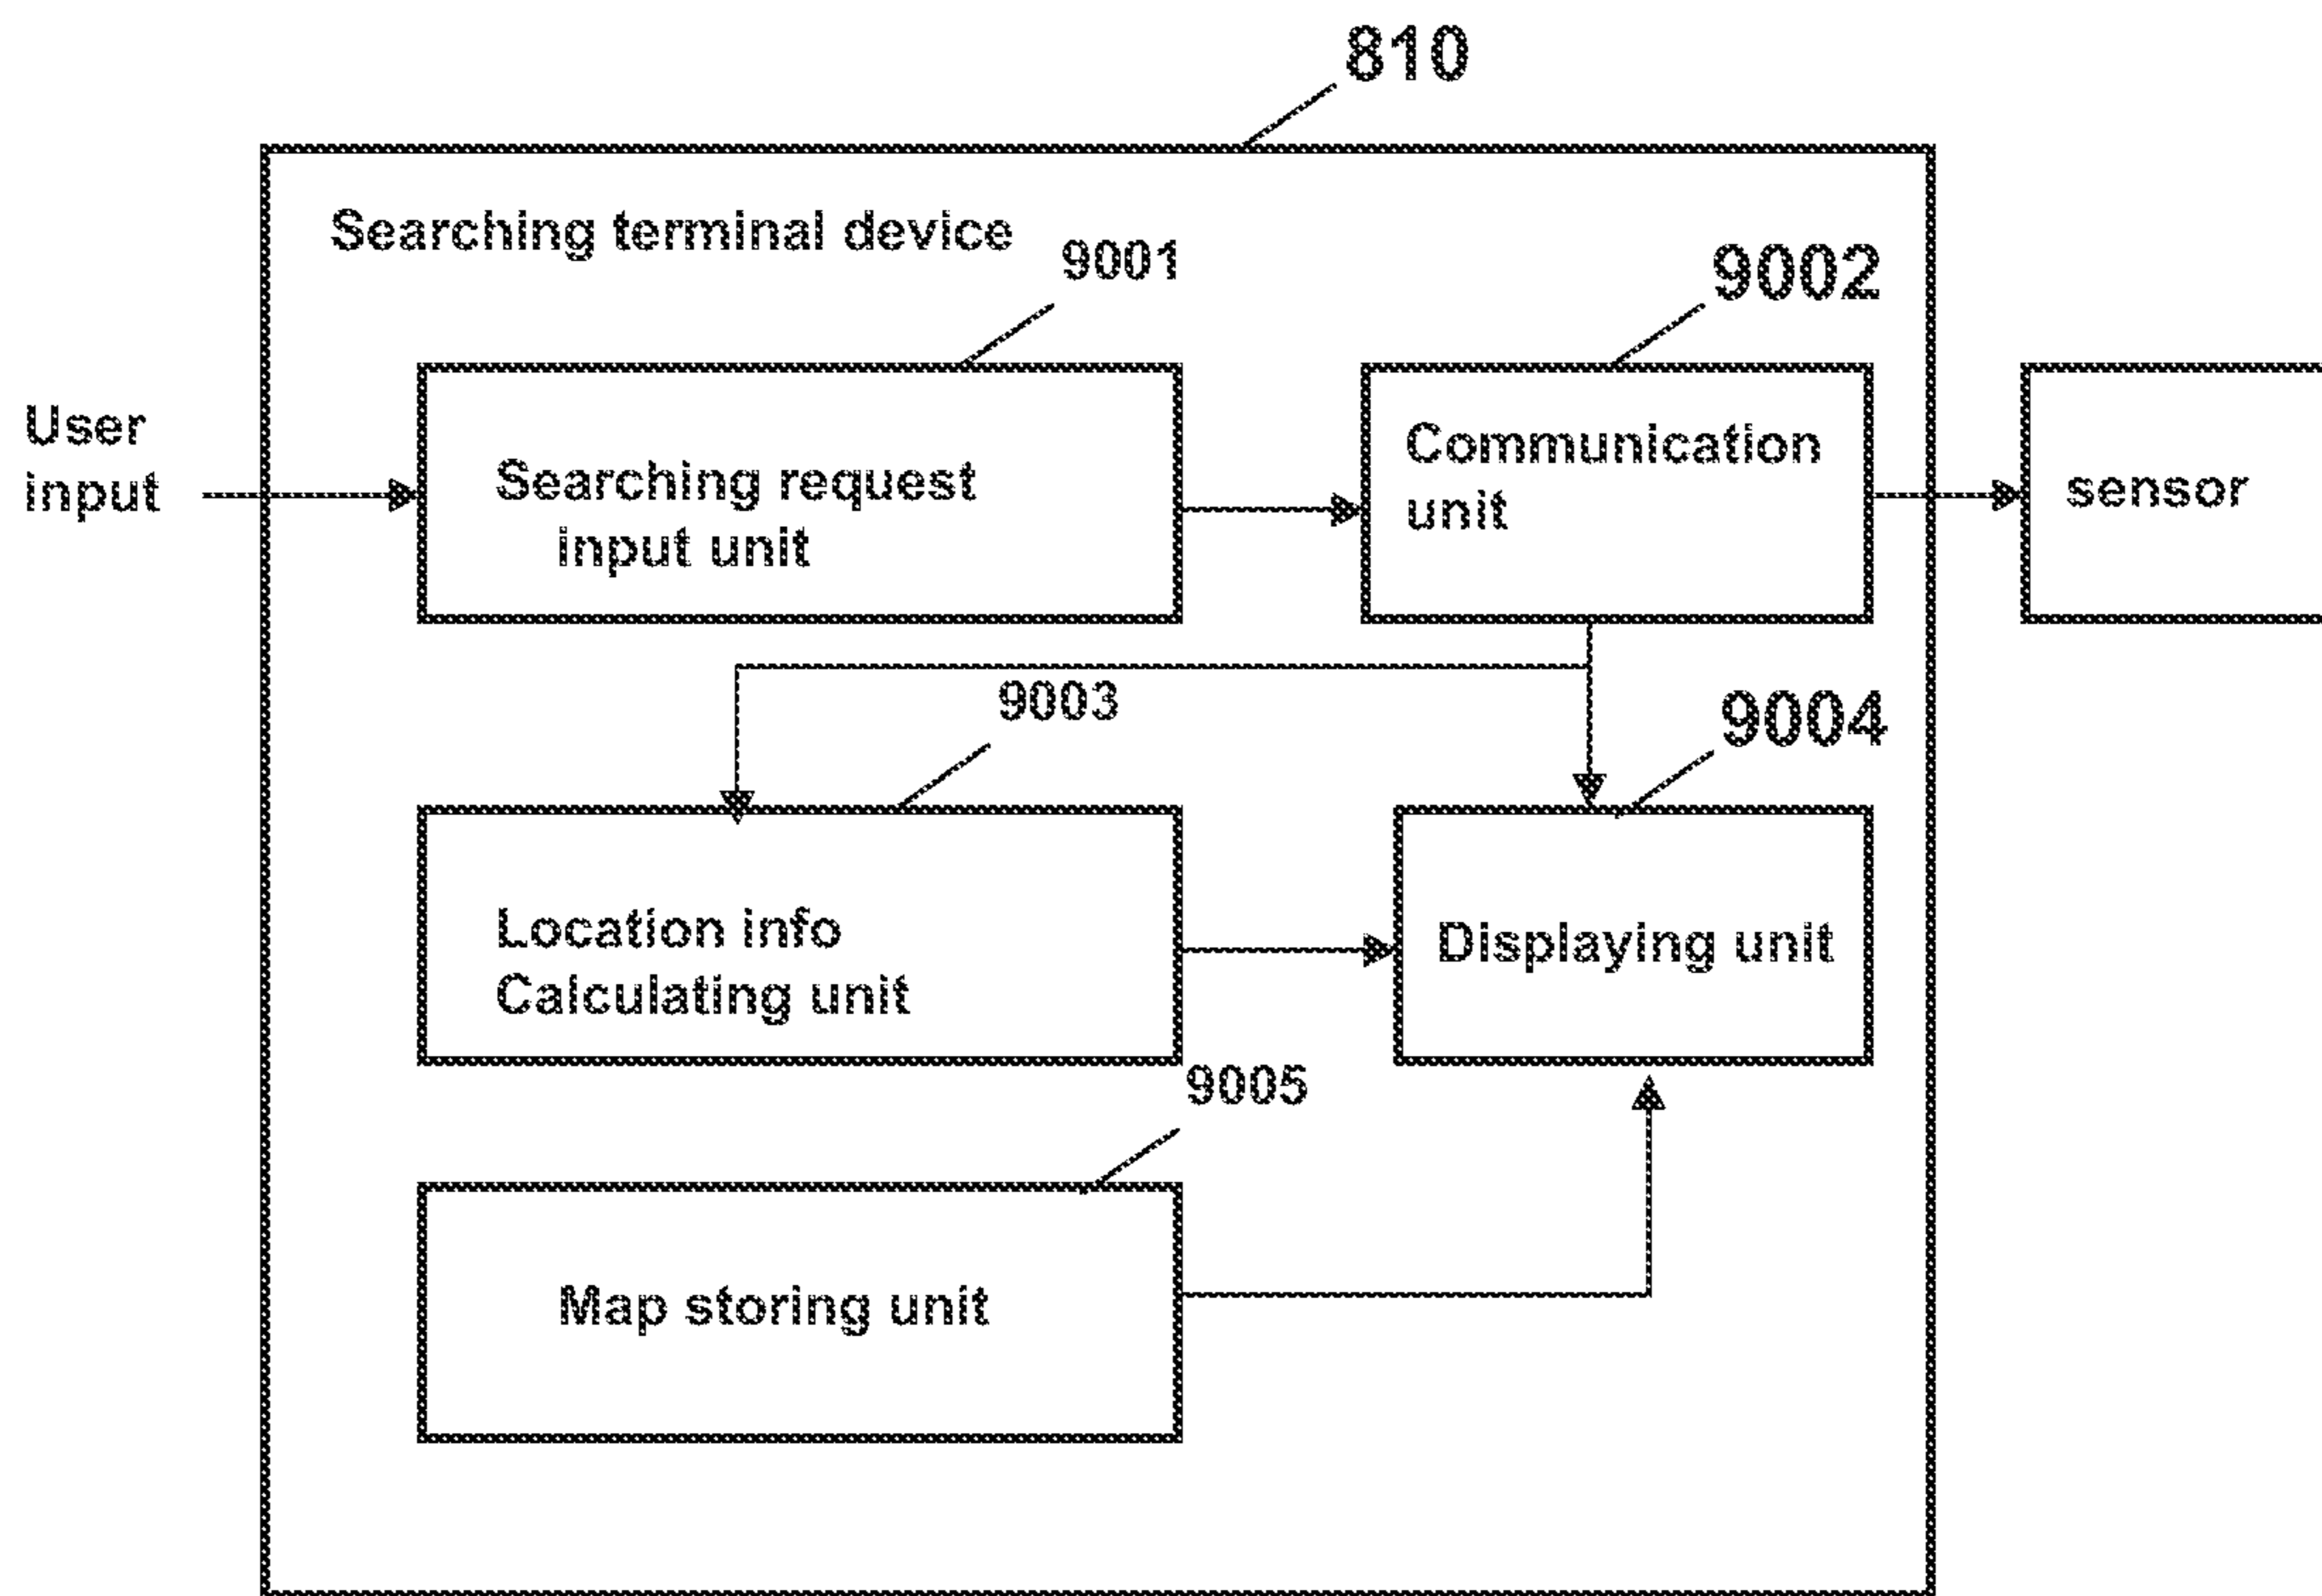 810
Searching terminal device
9001
9002
User
input
Searching request
input unit
Communication
unit
sensor
9003
9004
Location info
Calculating unit
Displaying unit
9005
Map storing unit